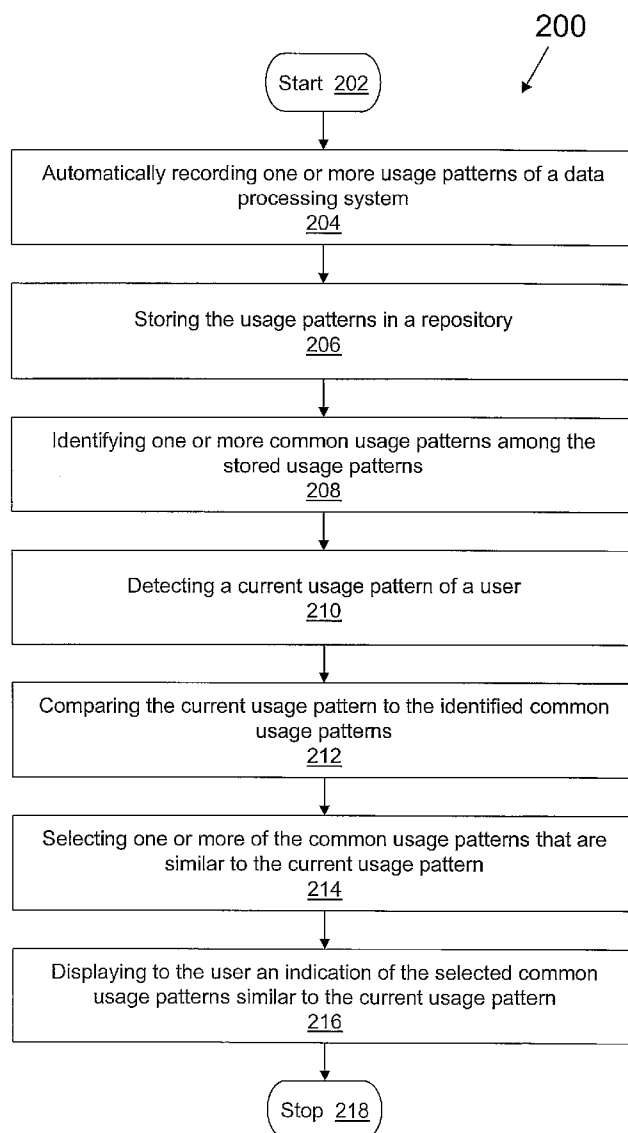 200
Start 202
Automatically recording one or more usage patterns of a data
processing system
204
Storing the usage patterns in a repository
206
Identifying one or more common usage patterns among the
stored usage patterns
208
Detecting a current usage pattern of a user
210
Comparing the current usage pattern to the identified common
usage patterns
212
Selecting one or more of the common usage patterns that are
similar to the current usage pattern
214
Displaying to the user an indication of the selected common
usage patterns similar to the current usage pattern
216
Stop 218